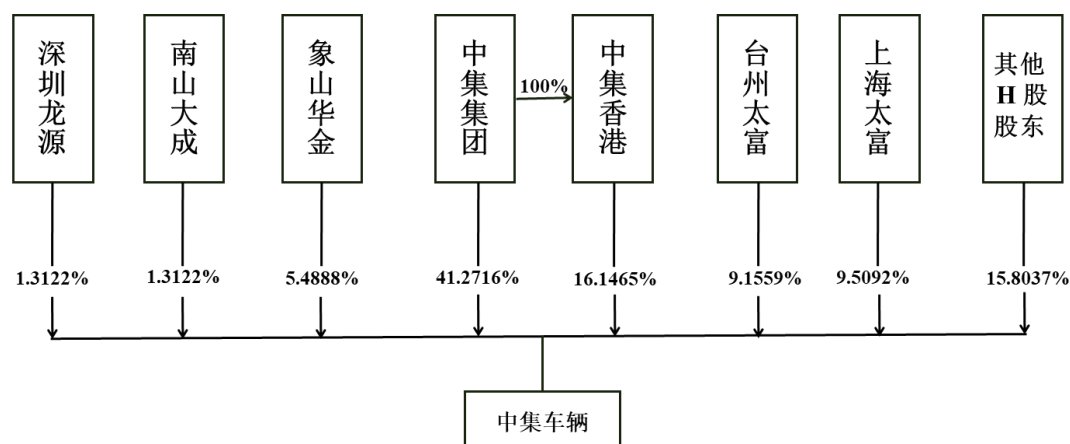 深圳龙源
南山大成
象山华金
中集集团
100%
中集香港
台州太富
上海太富
其他
H 股
股东
1.3122%
1.3122%
5.4888%
41.2716%
16.1465%
9.1559%
9.5092%
15.8037%
中集车辆